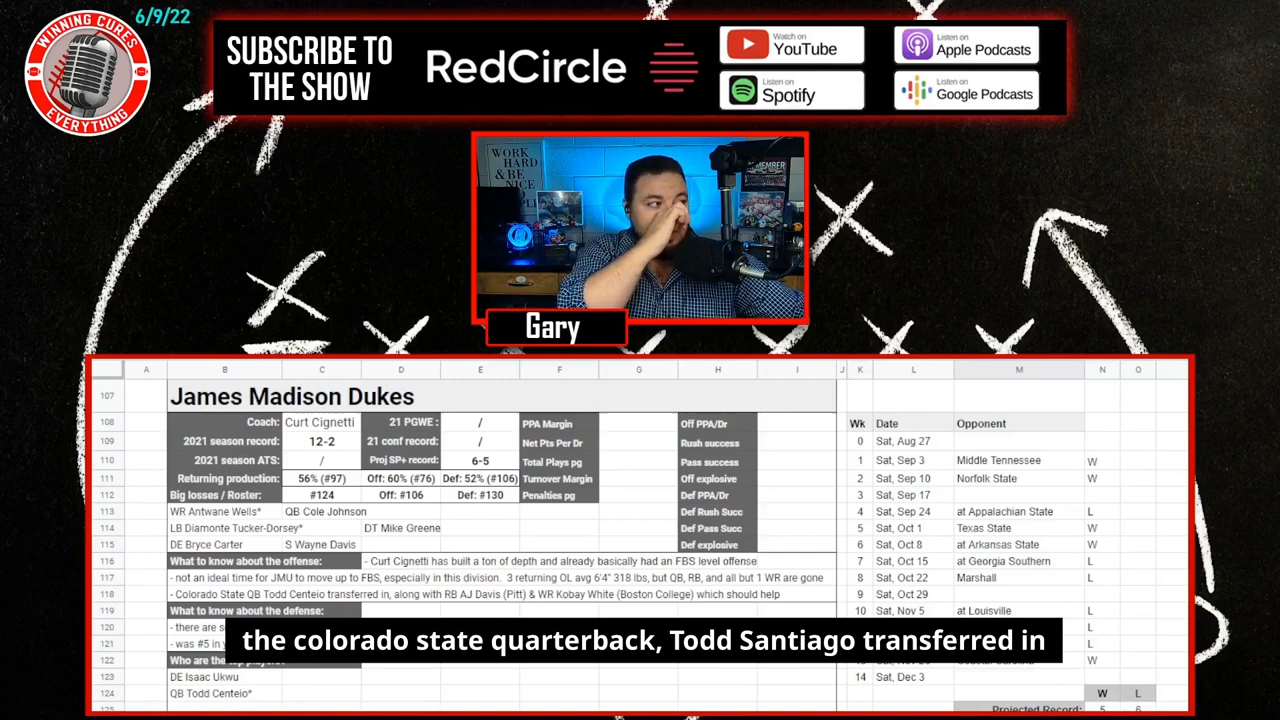 6/9/22
WINNING CURES
EVERYTHING
SUBSCRIBE TO
THE SHOW
RedCircle
Watch on
YouTube
Listen on
Spotify
Listen on
Apple Podcasts
Listen on
Google Podcasts
WORK
HARD
& BE
NICE
Gary
A B C D E F G H I J K L M N O
107 James Madison Dukes
108 Coach: Curt Cignetti 21 PGWE : / PPA Margin Off PPA/Dr Wk Date Opponent
109 2021 season record: 12-2 21 conf record: / Net Pts Per Dr Rush success 0 Sat, Aug 27
110 2021 season ATS: / Proj SP+ record: 6-5 Total Plays pg Pass success 1 Sat, Sep 3 Middle Tennessee W
111 Returning production: 56% (#97) Off: 60% (#76) Def: 52% (#106) Turnover Margin Off explosive 2 Sat, Sep 10 Norfolk State W
112 Big losses / Roster: #124 Off: #106 Def: #130 Penalties pg Def PPA/Dr 3 Sat, Sep 17
113 WR Antwane Wells* QB Cole Johnson Def Rush Succ 4 Sat, Sep 24 at Appalachian State L
114 LB Diamonte Tucker-Dorsey* DT Mike Greene Def Pass Succ 5 Sat, Oct 1 Texas State W
115 DE Bryce Carter S Wayne Davis Def explosive 6 Sat, Oct 8 at Arkansas State W
116 What to know about the offense: - Curt Cignetti has built a ton of depth and already basically had an FBS level offense 7 Sat, Oct 15 at Georgia Southern L
117 - not an ideal time for JMU to move up to FBS, especially in this division. 3 returning OL avg 6'4" 318 lbs, but QB, RB, and all but 1 WR are gone 8 Sat, Oct 22 Marshall L
118 - Colorado State QB Todd Centeio transferred in, along with RB AJ Davis (Pitt) & WR Kobay White (Boston College) which should help 9 Sat, Oct 29
119 What to know about the defense: 10 Sat, Nov 5 at Louisville L
120 - there are L
121 - was #5 in L
the colorado state quarterback, Todd Santiago transferred in
122 Who are the W
123 DE Isaac Ukwu 14 Sat, Dec 3
124 QB Todd Centeio* W L
Projected Record: 5 6